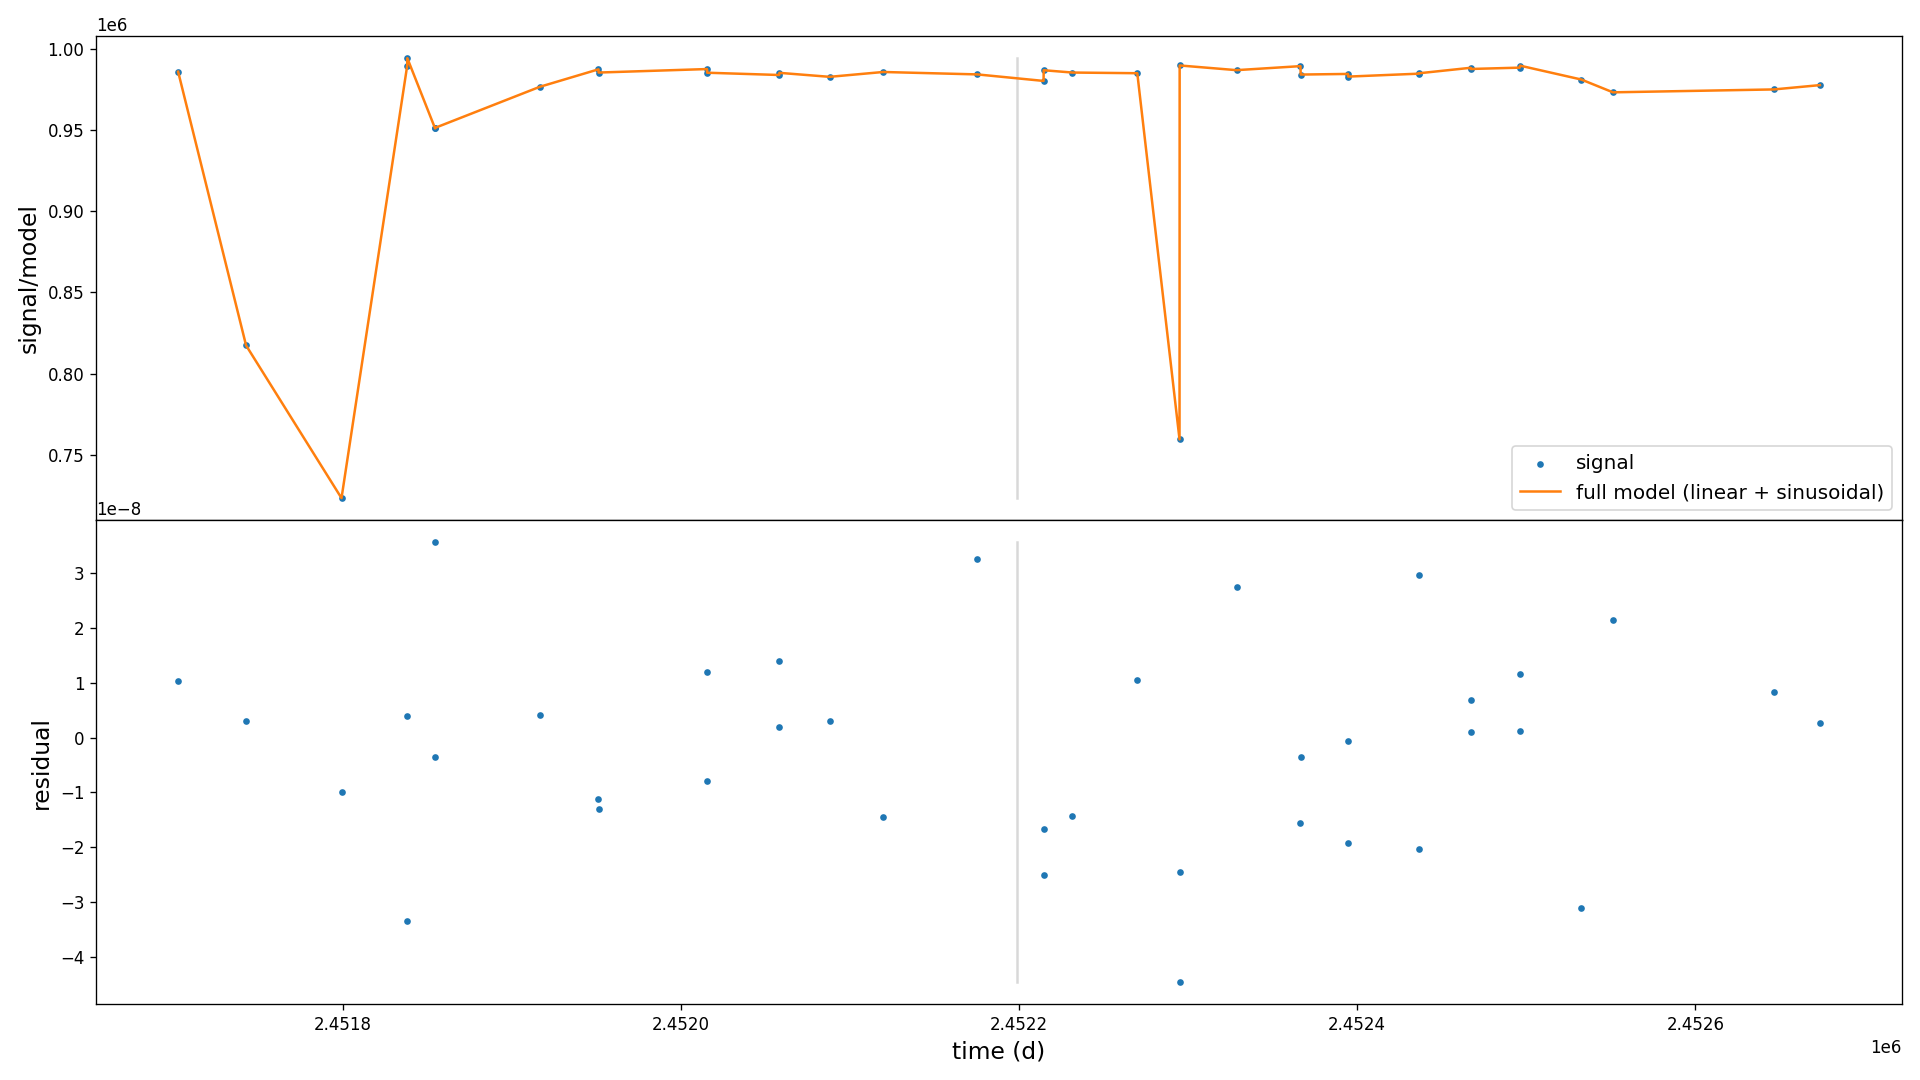 1e6
1.00
0.95
0.90
0.85
0.80
0.75
signal/model
signal
full model (linear + sinusoidal)
1e−8
3
2
1
0
−1
−2
−3
−4
residual
2.4518 2.4520 2.4522 2.4524 2.4526
time (d)
1e6